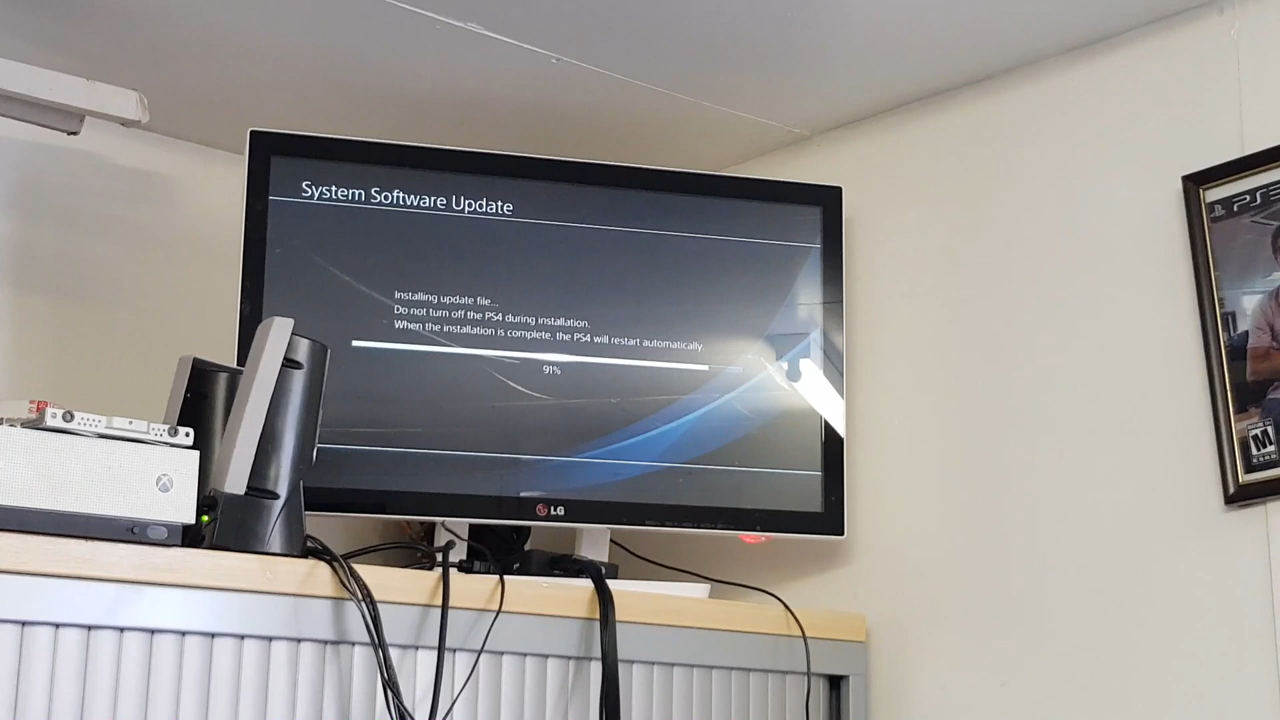 System Software Update
Installing update file...
Do not turn off the PS4 during installation.
When the installation is complete, the PS4 will restart automatically.
91%
LG
PS3
M